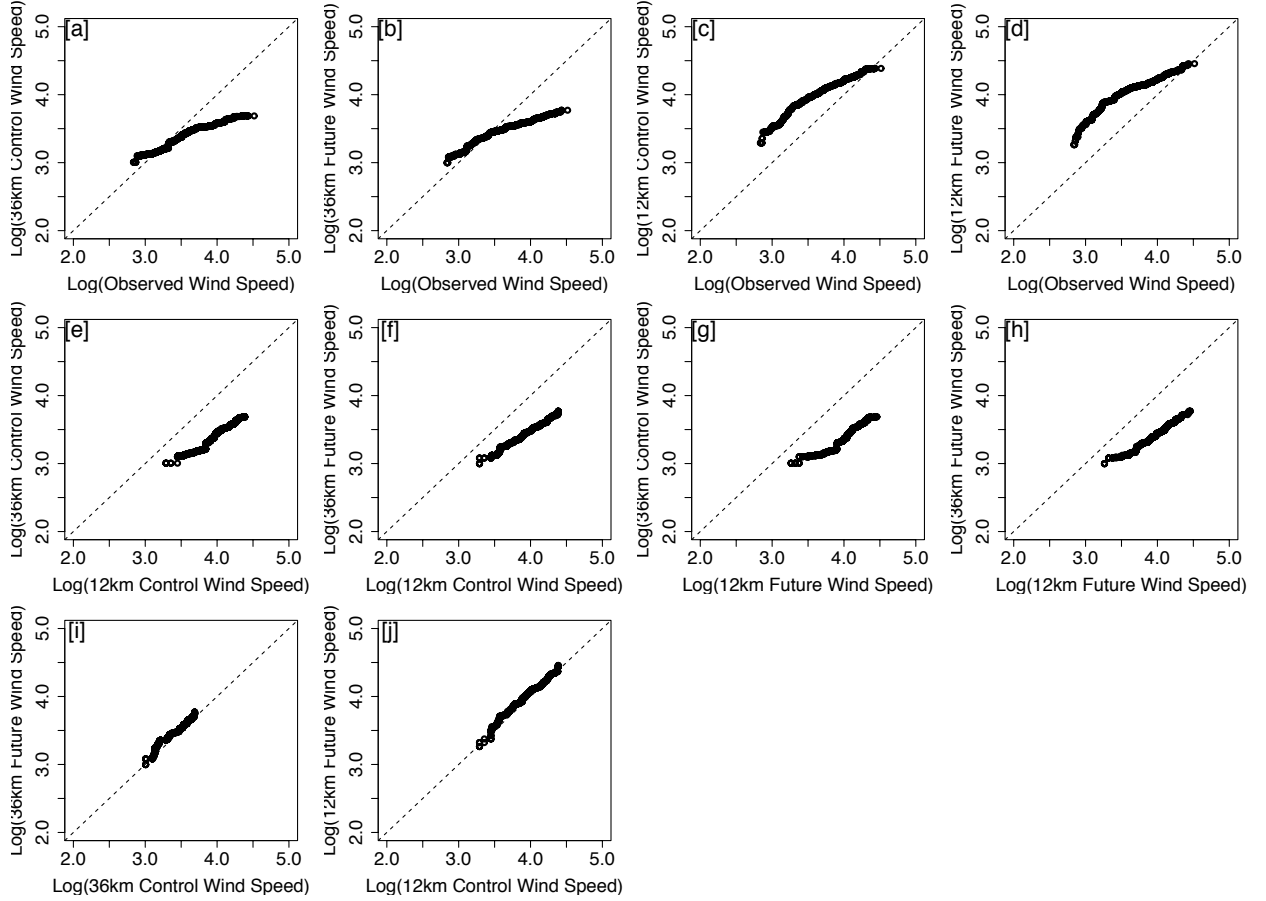 [a] [b] [c] [d]
Log(36km Control Wind Speed) Log(36km Future Wind Speed) Log(12km Control Wind Speed) Log(12km Future Wind Speed)
5.0 5.0 5.0 5.0
4.0 4.0 4.0 4.0
3.0 3.0 3.0 3.0
2.0 2.0 2.0 2.0
2.0 3.0 4.0 5.0 2.0 3.0 4.0 5.0 2.0 3.0 4.0 5.0 2.0 3.0 4.0 5.0
Log(Observed Wind Speed) Log(Observed Wind Speed) Log(Observed Wind Speed) Log(Observed Wind Speed)
[e] [f] [g] [h]
Log(36km Control Wind Speed) Log(36km Future Wind Speed) Log(36km Control Wind Speed) Log(36km Future Wind Speed)
5.0 5.0 5.0 5.0
4.0 4.0 4.0 4.0
3.0 3.0 3.0 3.0
2.0 2.0 2.0 2.0
2.0 3.0 4.0 5.0 2.0 3.0 4.0 5.0 2.0 3.0 4.0 5.0 2.0 3.0 4.0 5.0
Log(12km Control Wind Speed) Log(12km Control Wind Speed) Log(12km Future Wind Speed) Log(12km Future Wind Speed)
[i] [j]
Log(36km Future Wind Speed) Log(12km Future Wind Speed)
5.0 5.0
4.0 4.0
3.0 3.0
2.0 2.0
2.0 3.0 4.0 5.0 2.0 3.0 4.0 5.0
Log(36km Control Wind Speed) Log(12km Control Wind Speed)